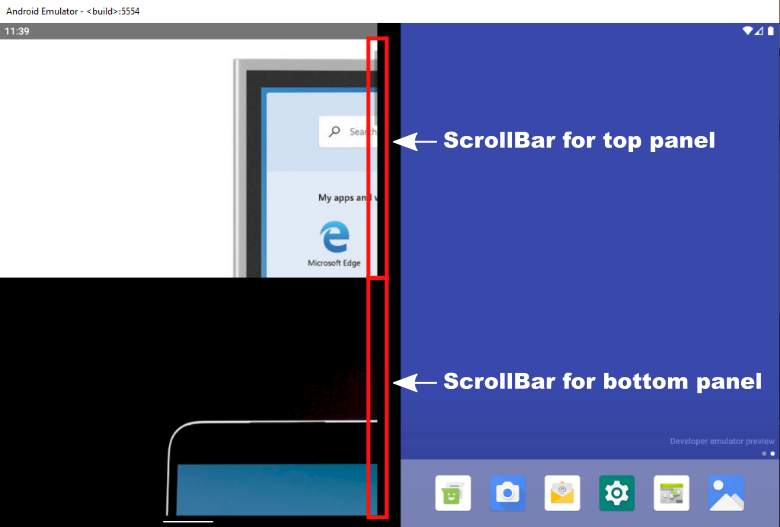 Android Emulator - <build>:5554
11:39
Search
ScrollBar for top panel
My apps and
Microsoft Edge
ScrollBar for bottom panel
Developer emulator preview